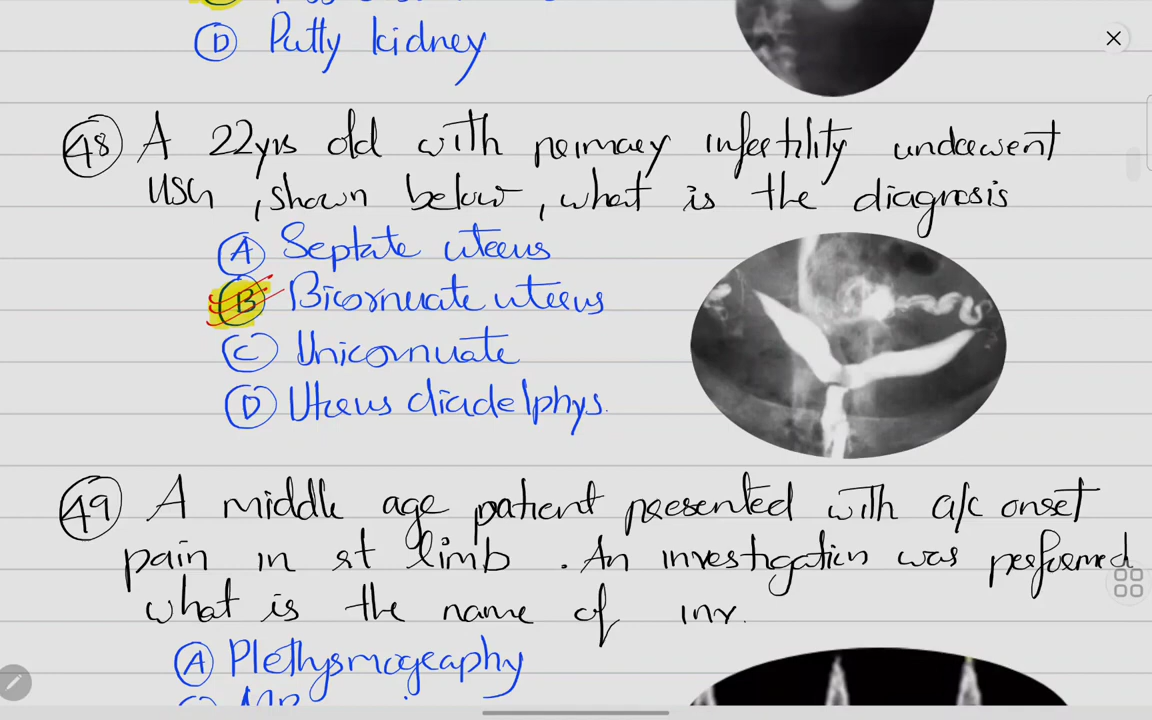 D Putty kidney
48 A 22yrs old with primary infertility underwent
USG, shown below, what is the diagnosis
A Septate uterus
B Bicornuate uterus
C Unicornuate
D Uterus diadelphys.
49 A middle age patient presented with a/c onset
pain in rt limb. An investigation was performed
what is the name of inv.
A Plethysmography